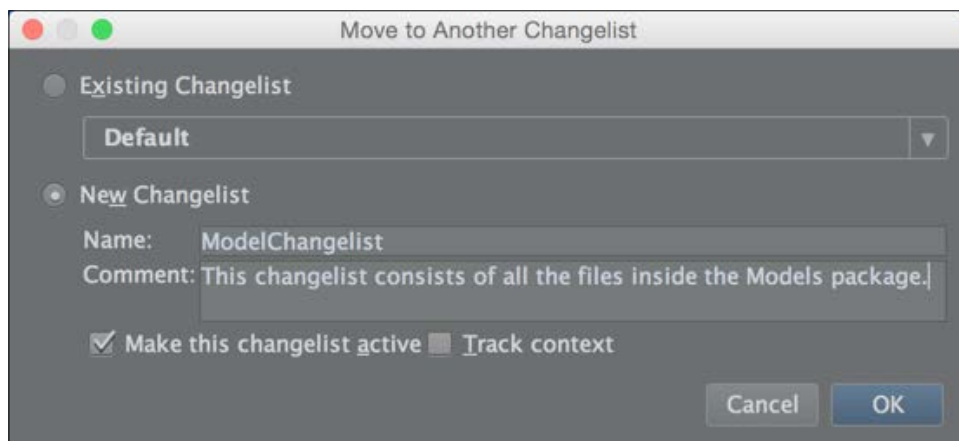 Move to Another Changelist
Existing Changelist
Default
New Changelist
Name: ModelChangelist
Comment: This changelist consists of all the files inside the Models package.
Make this changelist active Track context
Cancel OK